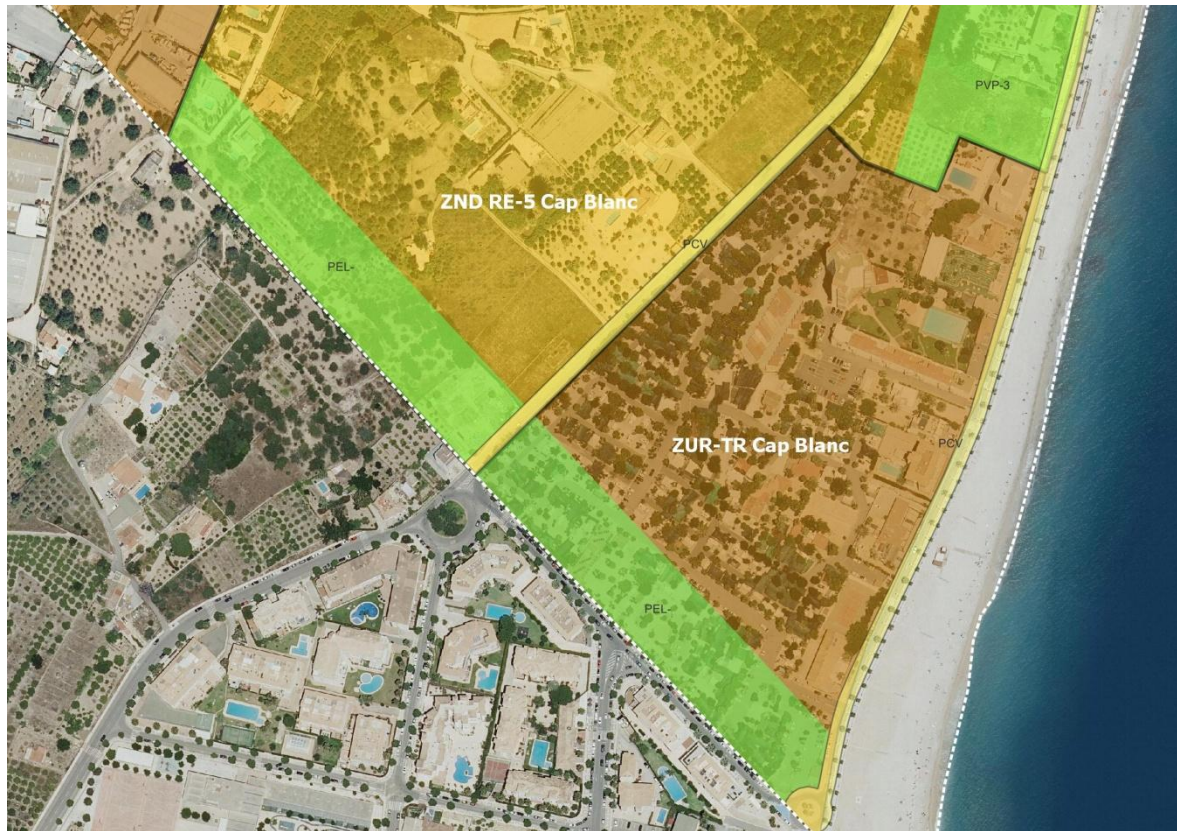 PVP-3
ZND RE-5 Cap Blanc
PCV
PEL-
ZUR-TR Cap Blanc
PCV
PEL-